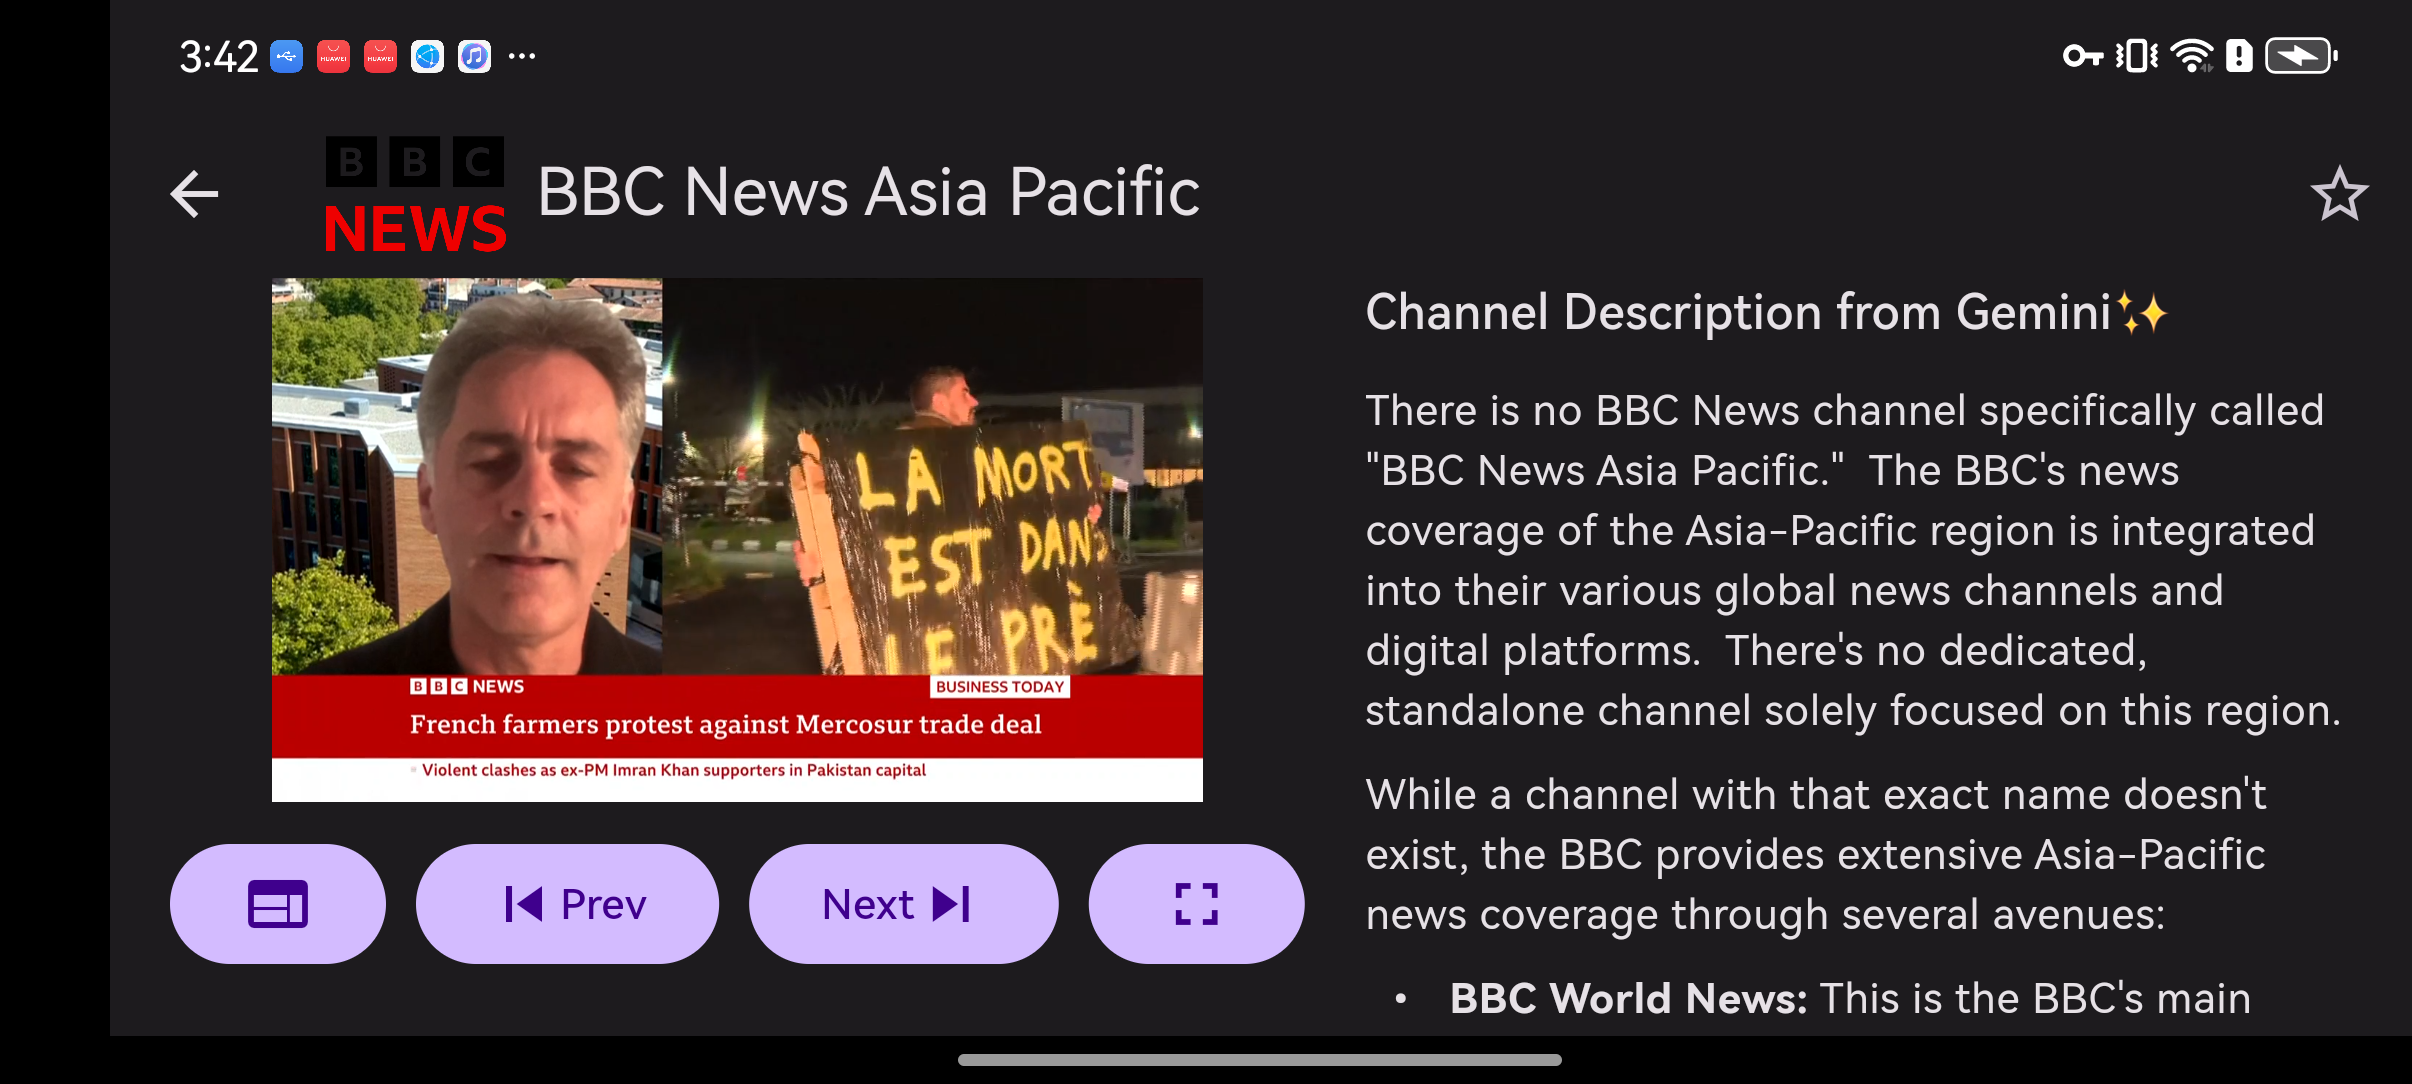 3:42
HUAWEI
HUAWEI
B B C
NEWS
BBC News Asia Pacific
LA MORT
EST DANS
LE PRÈ
BBC NEWS
BUSINESS TODAY
French farmers protest against Mercosur trade deal
Violent clashes as ex-PM Imran Khan supporters in Pakistan capital
Prev
Next
Channel Description from Gemini✨
There is no BBC News channel specifically called
"BBC News Asia Pacific."  The BBC's news
coverage of the Asia-Pacific region is integrated
into their various global news channels and
digital platforms.  There's no dedicated,
standalone channel solely focused on this region.
While a channel with that exact name doesn't
exist, the BBC provides extensive Asia-Pacific
news coverage through several avenues:
• BBC World News: This is the BBC's main